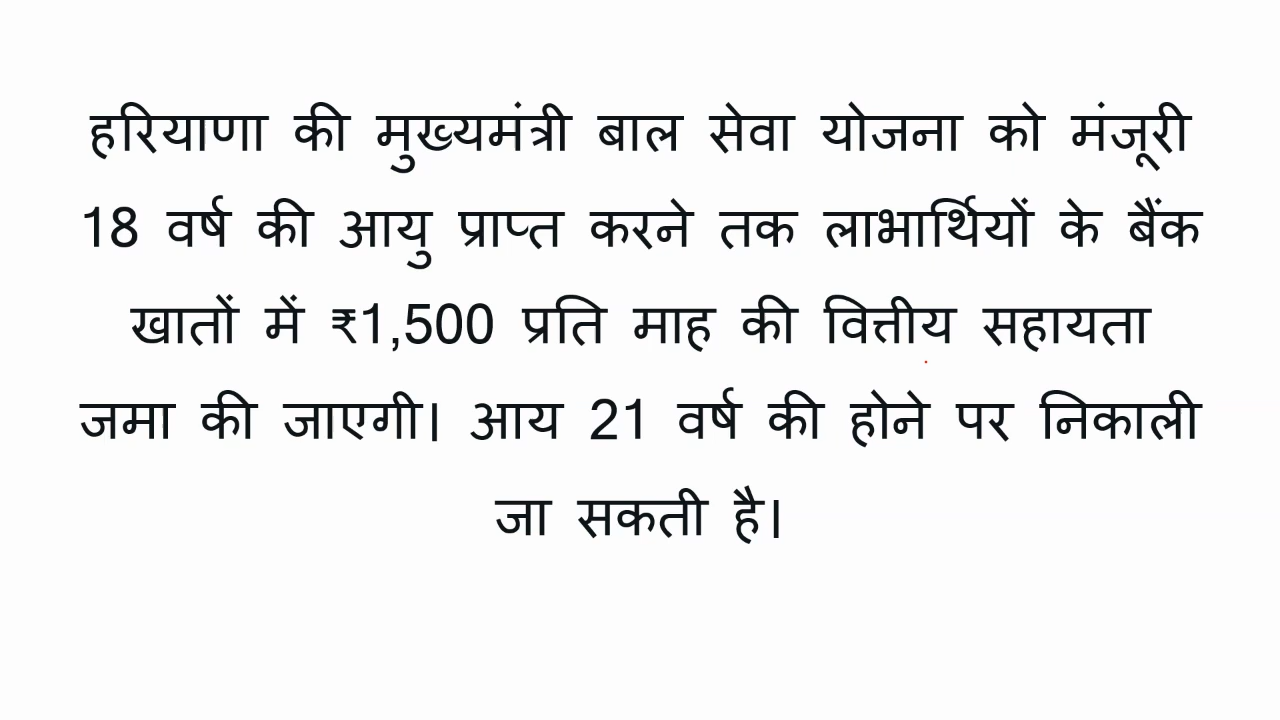 हरियाणा की मुख्यमंत्री बाल सेवा योजना को मंजूरी
18 वर्ष की आयु प्राप्त करने तक लाभार्थियों के बैंक
खातों में ₹1,500 प्रति माह की वित्तीय सहायता
जमा की जाएगी। आय 21 वर्ष की होने पर निकाली
जा सकती है।